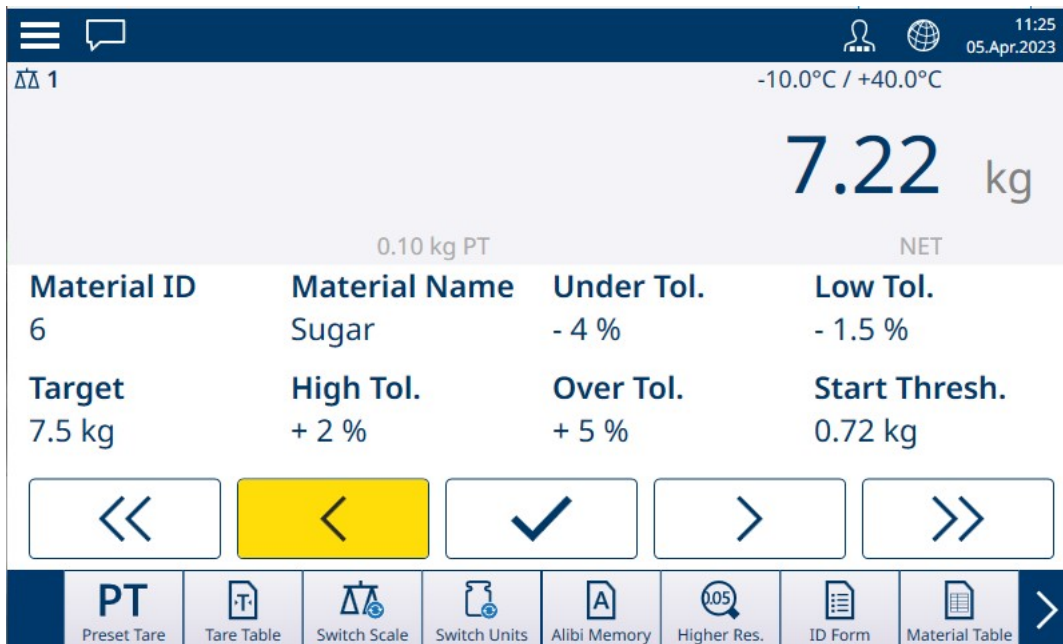 11:25
05.Apr.2023
1
-10.0°C / +40.0°C
7.22 kg
0.10 kg PT NET
Material ID Material Name Under Tol. Low Tol.
6 Sugar - 4 % - 1.5 %
Target High Tol. Over Tol. Start Thresh.
7.5 kg + 2 % + 5 % 0.72 kg
PT T A 0.05
Preset Tare Tare Table Switch Scale Switch Units Alibi Memory Higher Res. ID Form Material Table